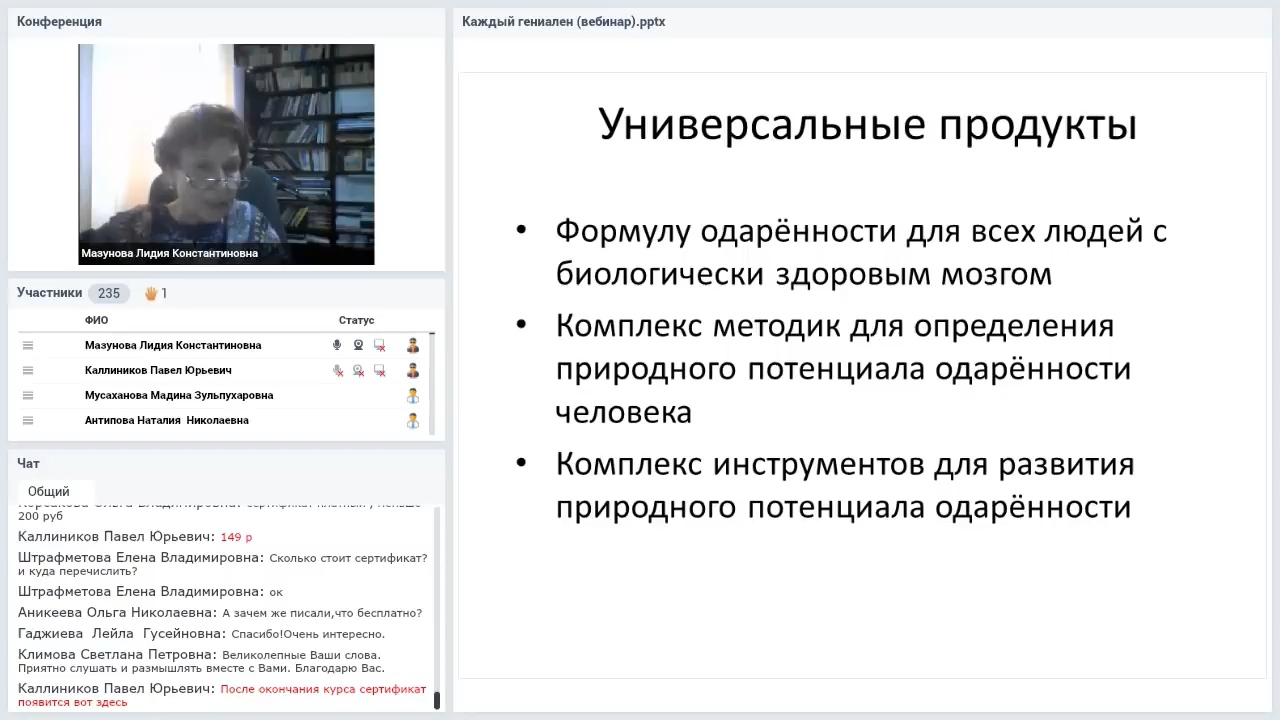 Конференция
Мазунова Лидия Константиновна
Участники 235 1
ФИО Статус
Мазунова Лидия Константиновна
Каллиников Павел Юрьевич
Мусаханова Мадина Зульпухаровна
Антипова Наталия Николаевна
Чат
Общий
200 руб
Каллиников Павел Юрьевич: 149 р
Штрафметова Елена Владимировна: Сколько стоит сертификат?
и куда перечислить?
Штрафметова Елена Владимировна: ок
Аникеева Ольга Николаевна: А зачем же писали,что бесплатно?
Гаджиева Лейла Гусейновна: Спасибо!Очень интересно.
Климова Светлана Петровна: Великолепные Ваши слова.
Приятно слушать и размышлять вместе с Вами. Благодарю Вас.
Каллиников Павел Юрьевич: После окончания курса сертификат
появится вот здесь
Каждый гениален (вебинар).pptx
Универсальные продукты
• Формулу одарённости для всех людей с
биологически здоровым мозгом
• Комплекс методик для определения
природного потенциала одарённости
человека
• Комплекс инструментов для развития
природного потенциала одарённости